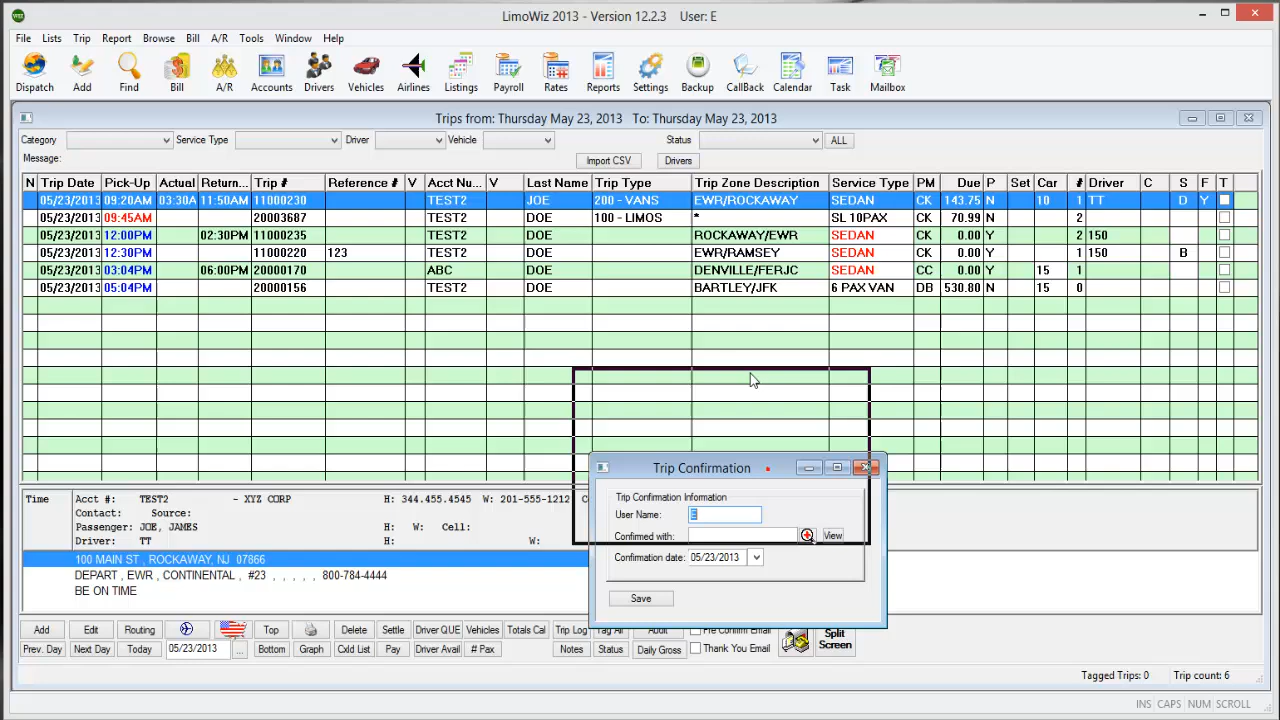 LimoWiz 2013 - Version 12.2.3 User: E
File Lists Trip Report Browse Bill A/R Tools Window Help
Dispatch Add Find Bill A/R Accounts Drivers Vehicles Airlines Listings Payroll Rates Reports Settings Backup CallBack Calendar Task Mailbox
Trips from: Thursday May 23, 2013 To: Thursday May 23, 2013
Category Service Type Driver Vehicle Status ALL
Message: Import CSV Drivers
N Trip Date Pick-Up Actual Return... Trip # Reference # V Acct Nu... V Last Name Trip Type Trip Zone Description Service Type PM Due P Set Car # Driver C S F T
05/23/2013 09:20AM 03:30A 11:50AM 11000230 TEST2 JOE 200 - VANS EWR/ROCKAWAY SEDAN CK 143.75 N 10 1 TT D Y
05/23/2013 09:45AM 20003687 TEST2 DOE 100 - LIMOS * SL 10PAX CK 70.99 N 2
05/23/2013 12:00PM 02:30PM 11000235 TEST2 DOE ROCKAWAY/EWR SEDAN CK 0.00 Y 2 150
05/23/2013 12:30PM 11000230 123 TEST2 DOE EWR/RAMSEY SEDAN CK 0.00 Y 1 150 B
05/23/2013 03:04PM 06:00PM 20000170 ABC DOE DENVILLE/FERJC SEDAN CC 0.00 Y 15 1
05/23/2013 05:04PM 20000156 TEST2 DOE BARTLEY/JFK 6 PAX VAN DB 530.80 N 15 0
Trip Confirmation
Trip Confirmation Information
User Name: E
Confirmed with: View
Confirmation date: 05/23/2013
Save
Time Acct #: TEST2 - XYZ CORP H: 344.455.4545 W: 201-555-1212
Contact: Source:
Passenger: JOE, JAMES H: W: Cell:
Driver: TT H: W:
100 MAIN ST , ROCKAWAY, NJ 07866
DEPART , EWR , CONTINENTAL , #23 , , , , , 800-784-4444
BE ON TIME
Add Edit Routing Top Delete Settle Driver QUE Vehicles Totals Cal Trip Log Tag All Audit Pre Confirm Email Split Screen
Prev. Day Next Day Today 05/23/2013 ... Bottom Graph Cxld List Pay Driver Avail # Pax Notes Status Daily Gross Thank You Email
Tagged Trips: 0 Trip count: 6
INS CAPS NUM SCROLL